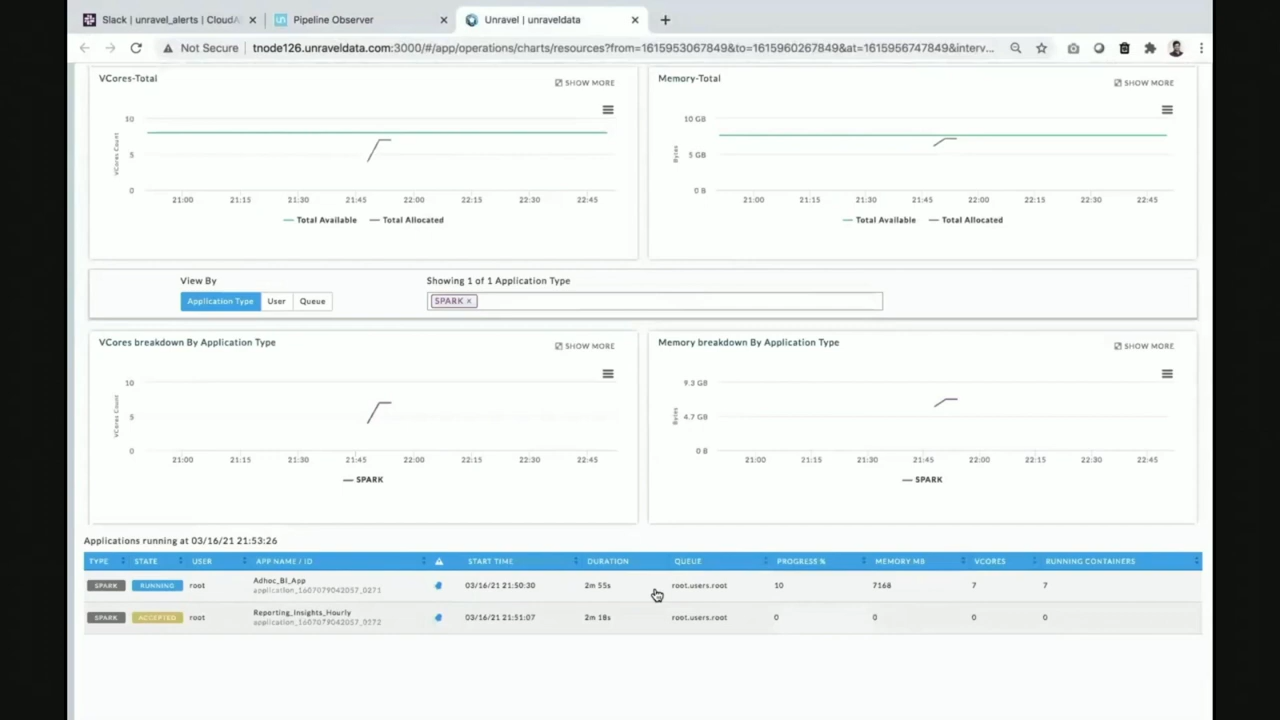 Slack | unravel_alerts | CloudA
Pipeline Observer
Unravel | unraveldata
Not Secure
tnode126.unraveldata.com:3000/#/app/operations/charts/resources?from=1615953067849&to=1615960267849&at=1615956747849&interv...
VCores-Total
SHOW MORE
Memory-Total
SHOW MORE
10
5
0
VCores Count
21:00 21:15 21:30 21:45 22:00 22:15 22:30 22:45
Total Available Total Allocated
10 GB
5 GB
0 B
Bytes
21:00 21:15 21:30 21:45 22:00 22:15 22:30 22:45
Total Available Total Allocated
View By
Application Type User Queue
Showing 1 of 1 Application Type
SPARK ×
VCores breakdown By Application Type
SHOW MORE
Memory breakdown By Application Type
SHOW MORE
10
5
0
VCores Count
21:00 21:15 21:30 21:45 22:00 22:15 22:30 22:45
SPARK
9.3 GB
4.7 GB
0 B
Bytes
21:00 21:15 21:30 21:45 22:00 22:15 22:30 22:45
SPARK
Applications running at 03/16/21 21:53:26
TYPE STATE USER APP NAME / ID START TIME DURATION QUEUE PROGRESS % MEMORY MB VCORES RUNNING CONTAINERS
SPARK RUNNING root Adhoc_BI_App 03/16/21 21:50:30 2m 55s root.users.root 10 7168 7 7
application_1607079042057_0271
SPARK ACCEPTED root Reporting_Insights_Hourly 03/16/21 21:51:07 2m 18s root.users.root 0 0 0 0
application_1607079042057_0272